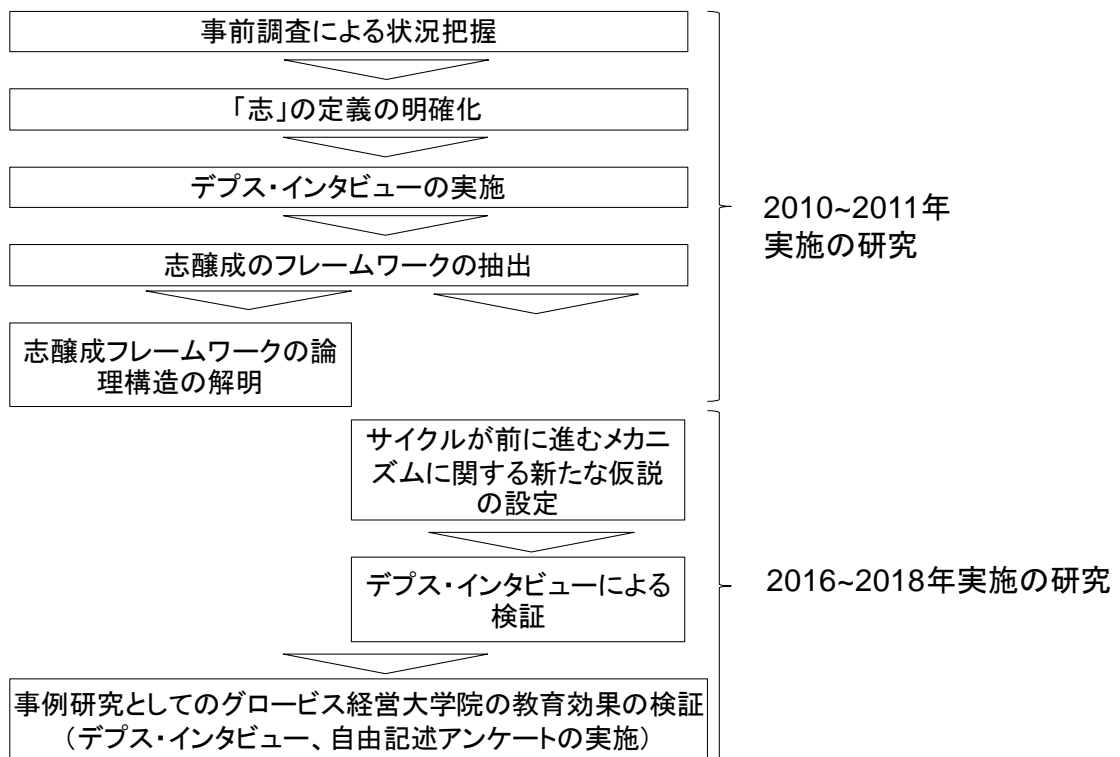 事前調査による状況把握
「志」の定義の明確化
デプス・インタビューの実施
志醸成のフレームワークの抽出
志醸成フレームワークの論
理構造の解明
2010~2011年
実施の研究
サイクルが前に進むメカニ
ズムに関する新たな仮説
の設定
デプス・インタビューによる
検証
事例研究としてのグロービス経営大学院の教育効果の検証
（デプス・インタビュー、自由記述アンケートの実施）
2016~2018年実施の研究